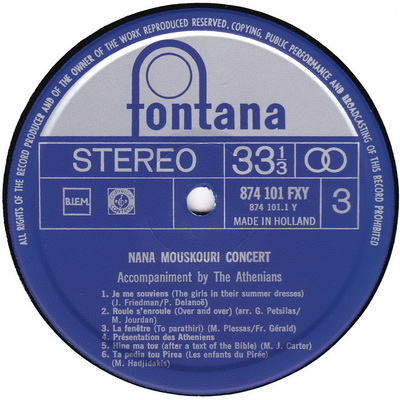 ALL RIGHTS OF THE RECORD PRODUCER AND OF THE OWNER OF THE WORK REPRODUCED RESERVED. COPYING, PUBLIC PERFORMANCE AND BROADCASTING OF THIS RECORD PROHIBITED
fontana
STEREO 33 1/3
B.I.E.M.
874 101 FXY
874 101.1 Y
MADE IN HOLLAND
3
NANA MOUSKOURI CONCERT
Accompaniment by The Athenians
1. Je me souviens (The girls in their summer dresses)
(J. Friedman/P. Delanoë)
2. Roule s'enroule (Over and over) (arr. G. Petsilas/
M. Jourdan)
3. La fenêtre (To parathiri) (M. Plessas/Fr. Gérald)
4. Présentation des Atheniens
5. Hine ma tov (after a text of the Bible) (M. J. Carter)
6. Ta pedia tou Pirea (Les enfants du Pirée)
(M. Hadjidakis)